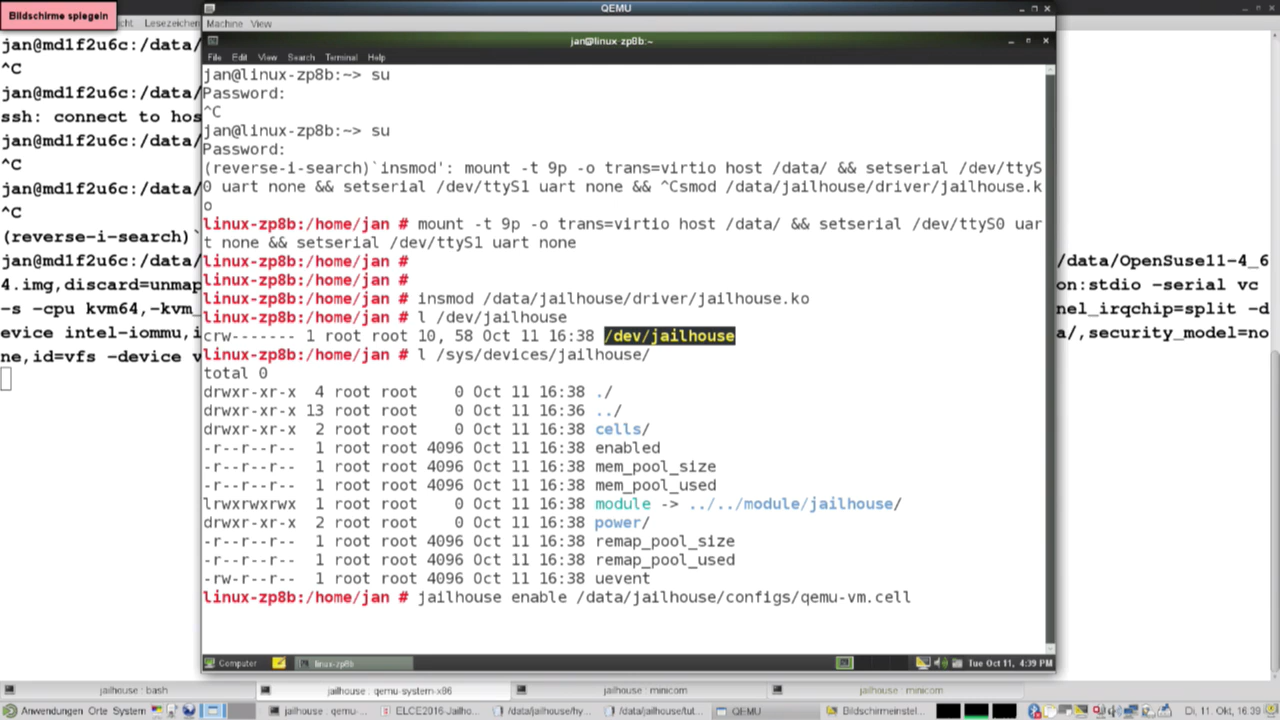 Bildschirme spiegeln
cht Lesezeichen
QEMU
Machine View
jan@linux-zp8b:~
File Edit View Search Terminal Help
jan@md1f2u6c:/data/
^C
jan@md1f2u6c:/data/
ssh: connect to hos
jan@md1f2u6c:/data/
^C
jan@md1f2u6c:/data/
^C
(reverse-i-search)`
jan@md1f2u6c:/data/
4.img,discard=unmap
-s -cpu kvm64,-kvm_
evice intel-iommu,i
ne,id=vfs -device v
jan@linux-zp8b:~> su
Password:
^C
jan@linux-zp8b:~> su
Password:
(reverse-i-search)`insmod': mount -t 9p -o trans=virtio host /data/ && setserial /dev/ttyS
0 uart none && setserial /dev/ttyS1 uart none && ^Csmod /data/jailhouse/driver/jailhouse.k
o
linux-zp8b:/home/jan # mount -t 9p -o trans=virtio host /data/ && setserial /dev/ttyS0 uar
t none && setserial /dev/ttyS1 uart none
linux-zp8b:/home/jan #
linux-zp8b:/home/jan #
linux-zp8b:/home/jan # insmod /data/jailhouse/driver/jailhouse.ko
linux-zp8b:/home/jan # l /dev/jailhouse
crw------- 1 root root 10, 58 Oct 11 16:38 /dev/jailhouse
linux-zp8b:/home/jan # l /sys/devices/jailhouse/
total 0
drwxr-xr-x 4 root root 0 Oct 11 16:38 ./
drwxr-xr-x 13 root root 0 Oct 11 16:36 ../
drwxr-xr-x 2 root root 0 Oct 11 16:38 cells/
-r--r--r-- 1 root root 4096 Oct 11 16:38 enabled
-r--r--r-- 1 root root 4096 Oct 11 16:38 mem_pool_size
-r--r--r-- 1 root root 4096 Oct 11 16:38 mem_pool_used
lrwxrwxrwx 1 root root 0 Oct 11 16:38 module -> ../../module/jailhouse/
drwxr-xr-x 2 root root 0 Oct 11 16:38 power/
-r--r--r-- 1 root root 4096 Oct 11 16:38 remap_pool_size
-r--r--r-- 1 root root 4096 Oct 11 16:38 remap_pool_used
-rw-r--r-- 1 root root 4096 Oct 11 16:38 uevent
linux-zp8b:/home/jan # jailhouse enable /data/jailhouse/configs/qemu-vm.cell
/data/OpenSuse11-4_6
on:stdio -serial vc
nel_irqchip=split -d
a/,security_model=no
Computer linux-zp8b Tue Oct 11, 4:39 PM
jailhouse : bash jailhouse : qemu-system-x86 jailhouse : minicom jailhouse : minicom
Anwendungen Orte System jailhouse : qemu-... ELCE2016-Jailho... /data/jailhouse/hy... /data/jailhouse/tut... QEMU Bildschirmeinstel... Di, 11. Okt, 16:39